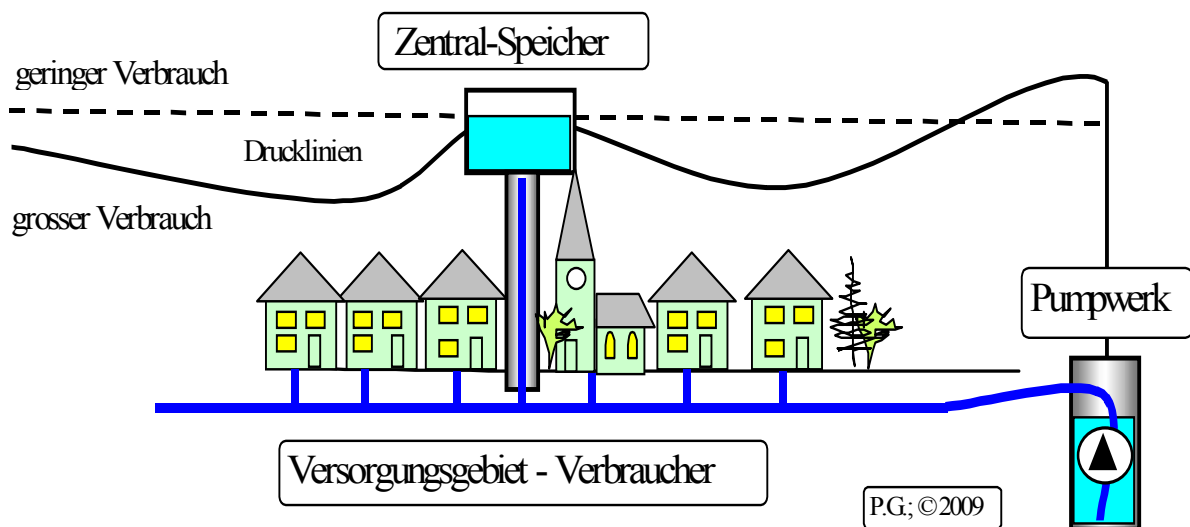 Zentral-Speicher
geringer Verbrauch
Drucklinien
grosser Verbrauch
Pumpwerk
Versorgungsgebiet - Verbraucher
P.G.; © 2009